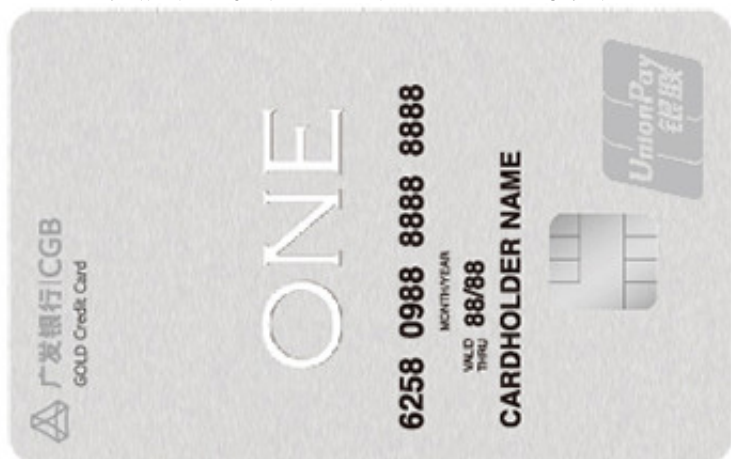 广发银行|CGB
GOLD Credit Card
ONE
6258 0988 8888 8888
MONTH/YEAR
VALID THRU 88/88
CARDHOLDER NAME
UnionPay
银联